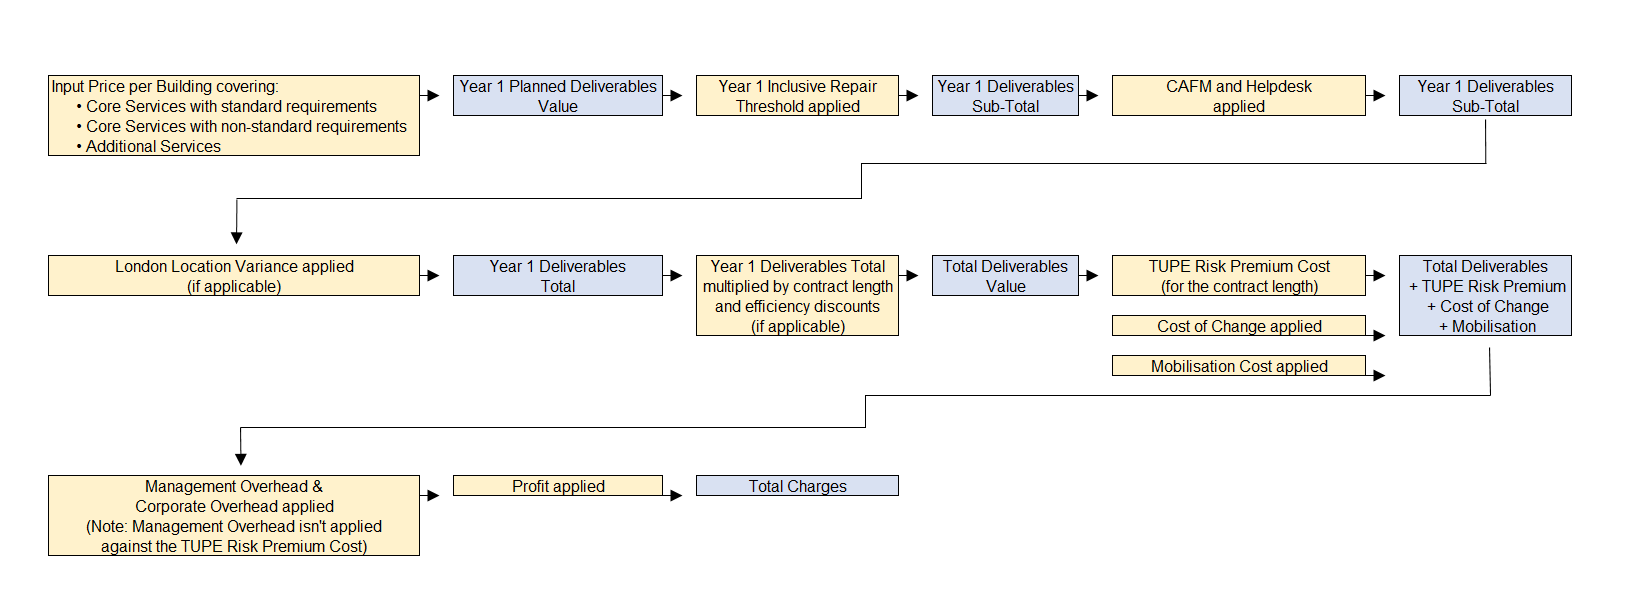 Input Price per Building covering:
• Core Services with standard requirements
• Core Services with non-standard requirements
• Additional Services
Year 1 Planned Deliverables
Value
Year 1 Inclusive Repair
Threshold applied
Year 1 Deliverables
Sub-Total
CAFM and Helpdesk
applied
Year 1 Deliverables
Sub-Total
London Location Variance applied
(if applicable)
Year 1 Deliverables
Total
Year 1 Deliverables Total
multiplied by contract length
and efficiency discounts
(if applicable)
Total Deliverables
Value
TUPE Risk Premium Cost
(for the contract length)
Cost of Change applied
Mobilisation Cost applied
Total Deliverables
+ TUPE Risk Premium
+ Cost of Change
+ Mobilisation
Management Overhead &
Corporate Overhead applied
(Note: Management Overhead isn't applied
against the TUPE Risk Premium Cost)
Profit applied
Total Charges